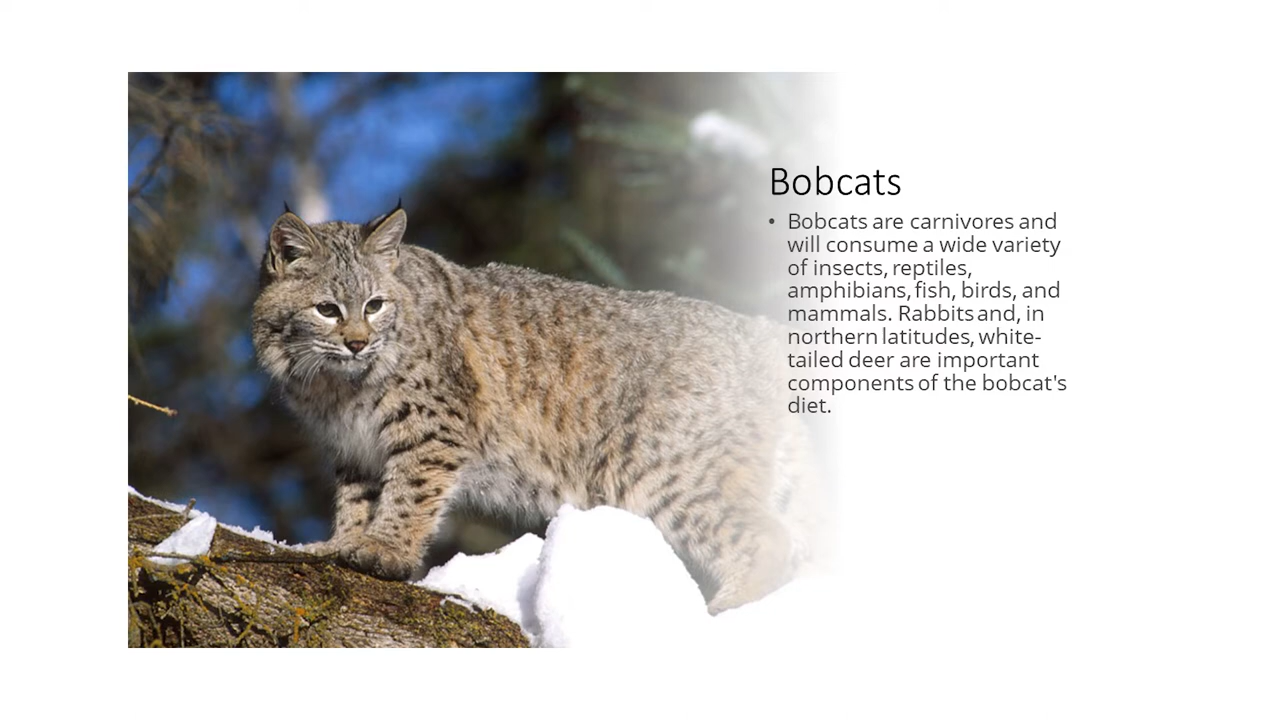 Bobcats
• Bobcats are carnivores and
will consume a wide variety
of insects, reptiles,
amphibians, fish, birds, and
mammals. Rabbits and, in
northern latitudes, white-
tailed deer are important
components of the bobcat's
diet.